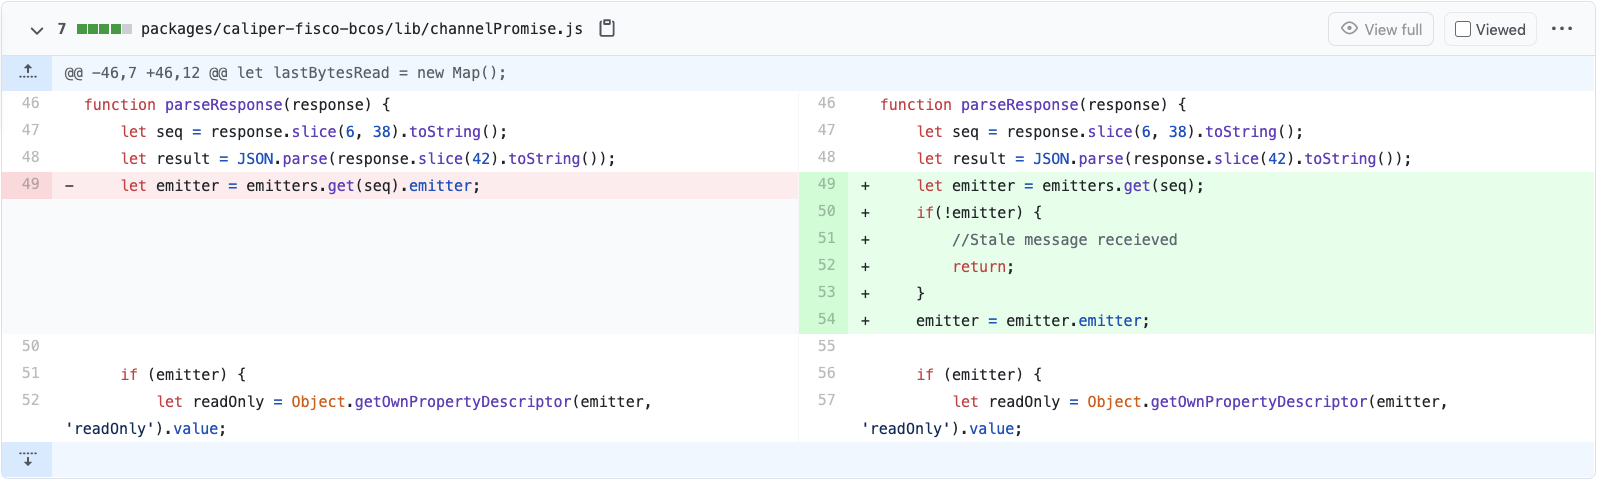 7 packages/caliper-fisco-bcos/lib/channelPromise.js View full Viewed
@@ -46,7 +46,12 @@ let lastBytesRead = new Map();
46 function parseResponse(response) {
47 let seq = response.slice(6, 38).toString();
48 let result = JSON.parse(response.slice(42).toString());
49 - let emitter = emitters.get(seq).emitter;
50
51 if (emitter) {
52 let readOnly = Object.getOwnPropertyDescriptor(emitter,
'readOnly').value;
46 function parseResponse(response) {
47 let seq = response.slice(6, 38).toString();
48 let result = JSON.parse(response.slice(42).toString());
49 + let emitter = emitters.get(seq);
50 + if(!emitter) {
51 + //Stale message receieved
52 + return;
53 + }
54 + emitter = emitter.emitter;
55
56 if (emitter) {
57 let readOnly = Object.getOwnPropertyDescriptor(emitter,
'readOnly').value;